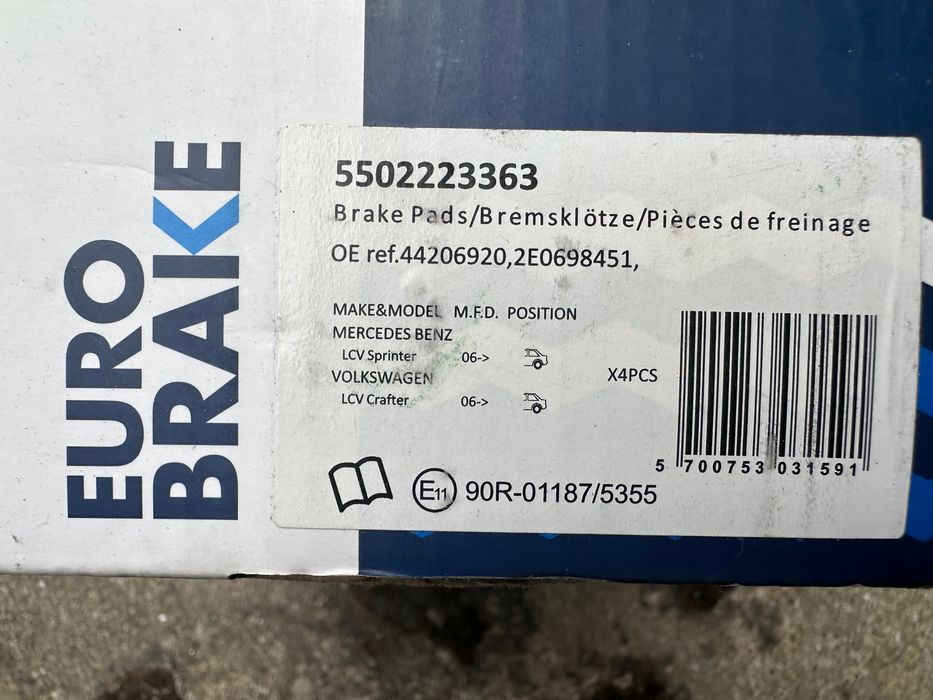 EURO
BRAKE
5502223363
Brake Pads/Bremsklötze/Pièces de freinage
OE ref.44206920,2E0698451,
MAKE&MODEL M.F.D. POSITION
MERCEDES BENZ
LCV Sprinter 06->
VOLKSWAGEN
LCV Crafter 06->
X4PCS
5 700753 031591
E11 90R-01187/5355